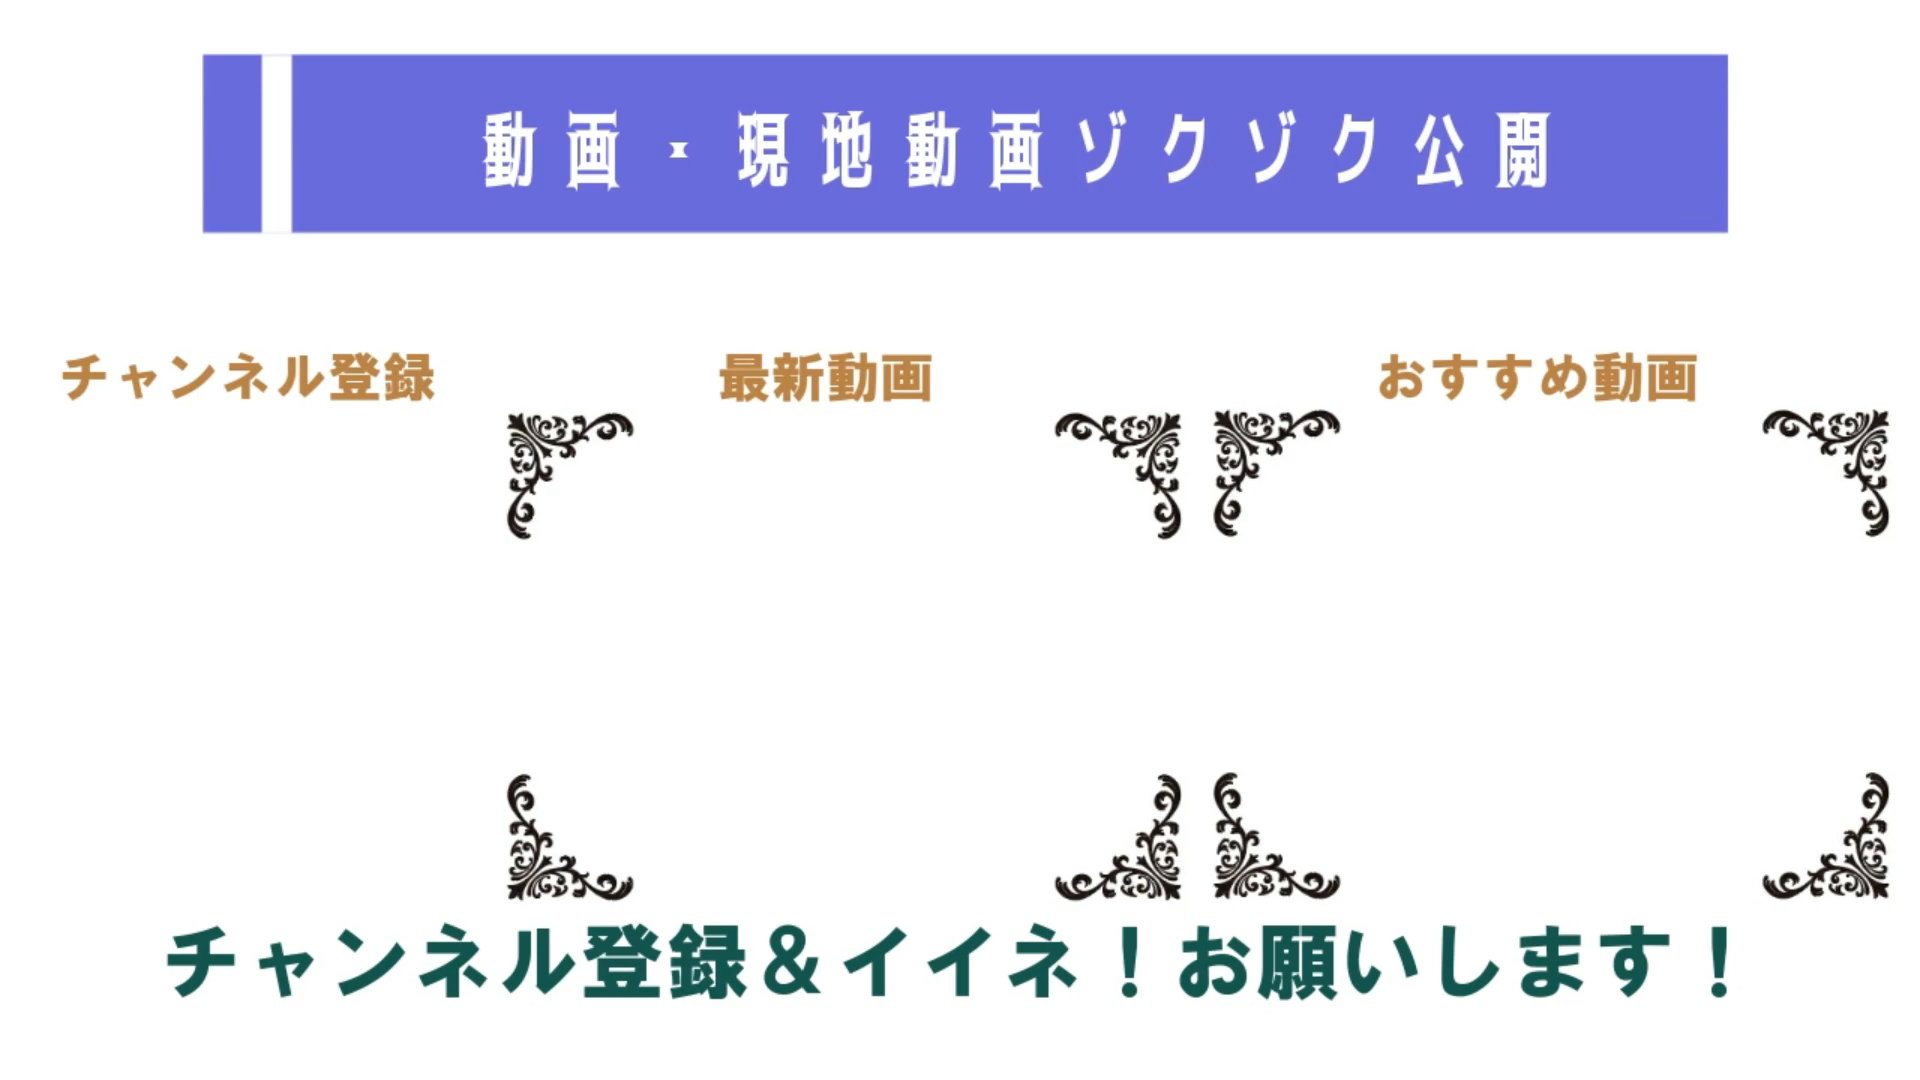 動画・現地動画ゾクゾク公開
チャンネル登録
最新動画
おすすめ動画
チャンネル登録＆イイネ！お願いします！